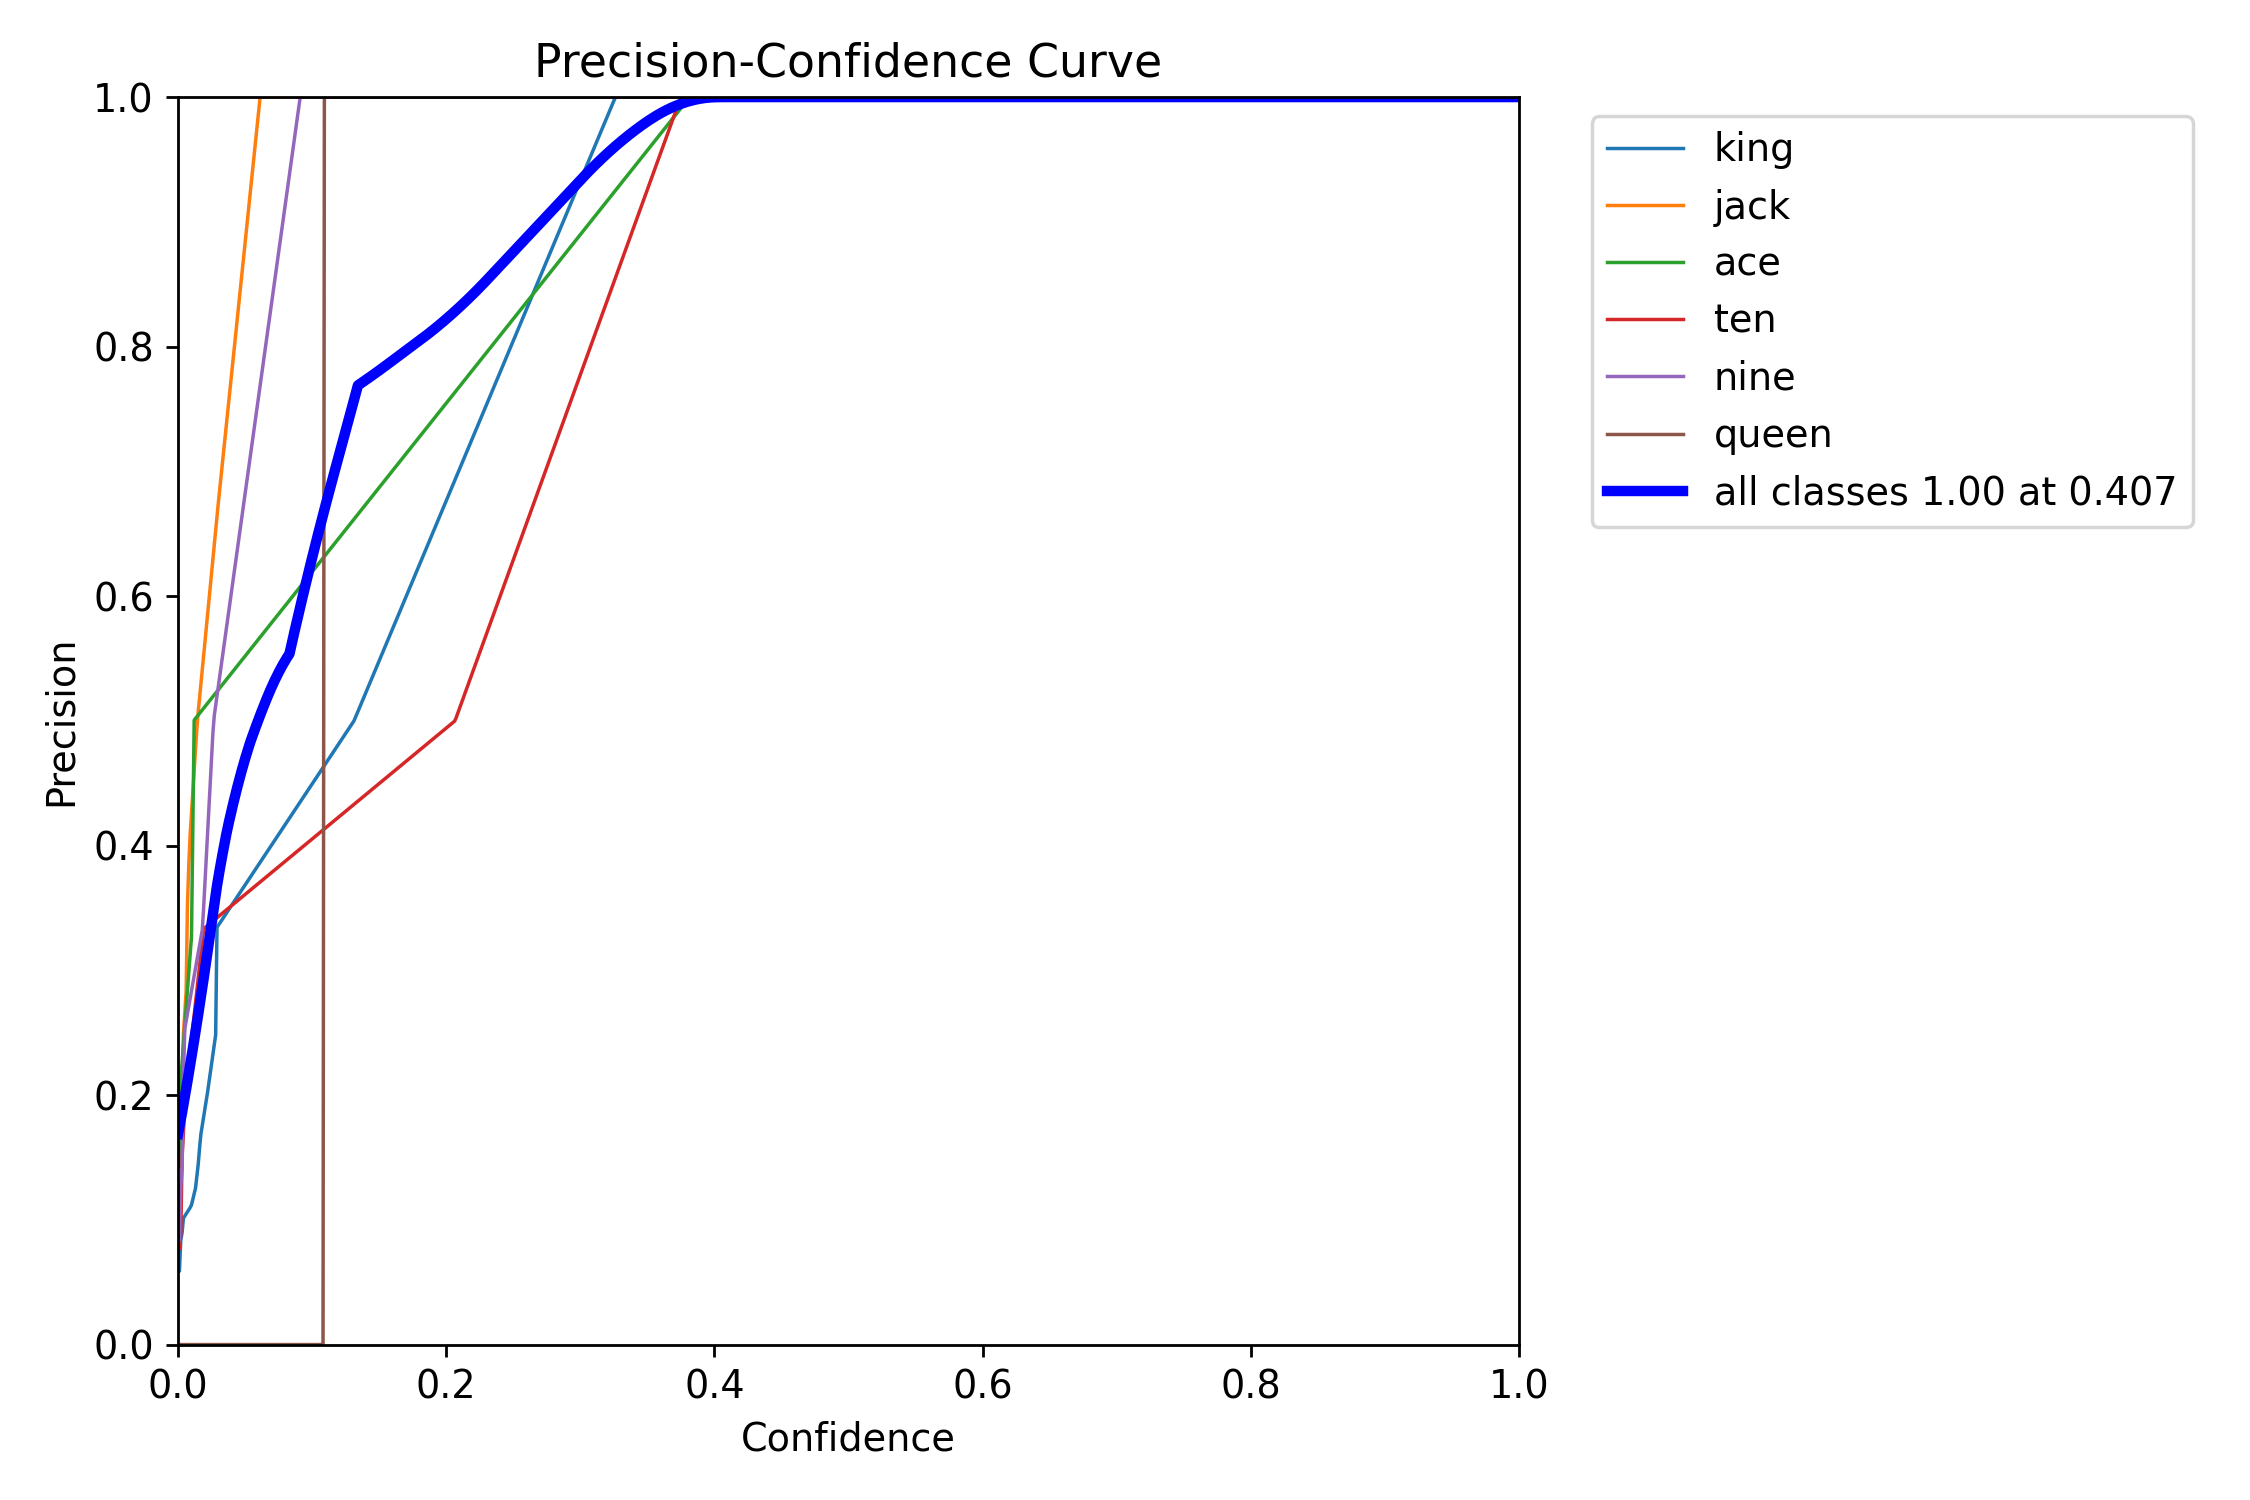 Precision-Confidence Curve
1.0
0.8
0.6
0.4
0.2
0.0
Precision
0.0 0.2 0.4 0.6 0.8 1.0
Confidence
king
jack
ace
ten
nine
queen
all classes 1.00 at 0.407